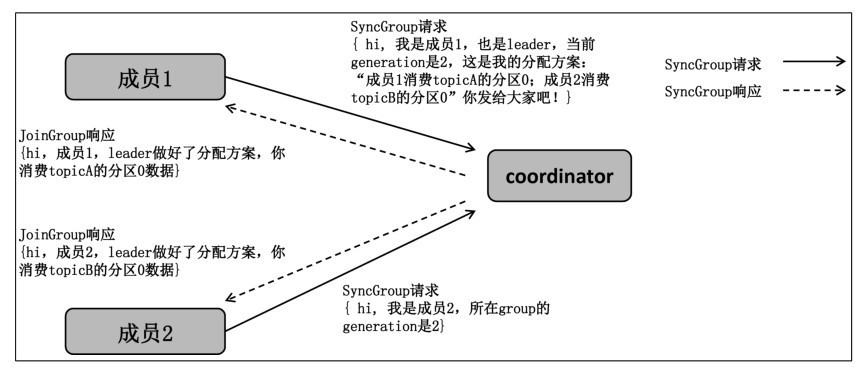 SyncGroup请求
{ hi, 我是成员1，也是leader，当前
generation是2，这是我的分配方案：
“成员1消费topicA的分区0；成员2消费
topicB的分区0”你发给大家吧！}
成员1
SyncGroup请求
SyncGroup响应
JoinGroup响应
{hi，成员1，leader做好了分配方案，你
消费topicA的分区0数据}
coordinator
JoinGroup响应
{hi，成员2，leader做好了分配方案，你
消费topicB的分区0数据}
SyncGroup请求
{ hi, 我是成员2，所在group的
generation是2}
成员2